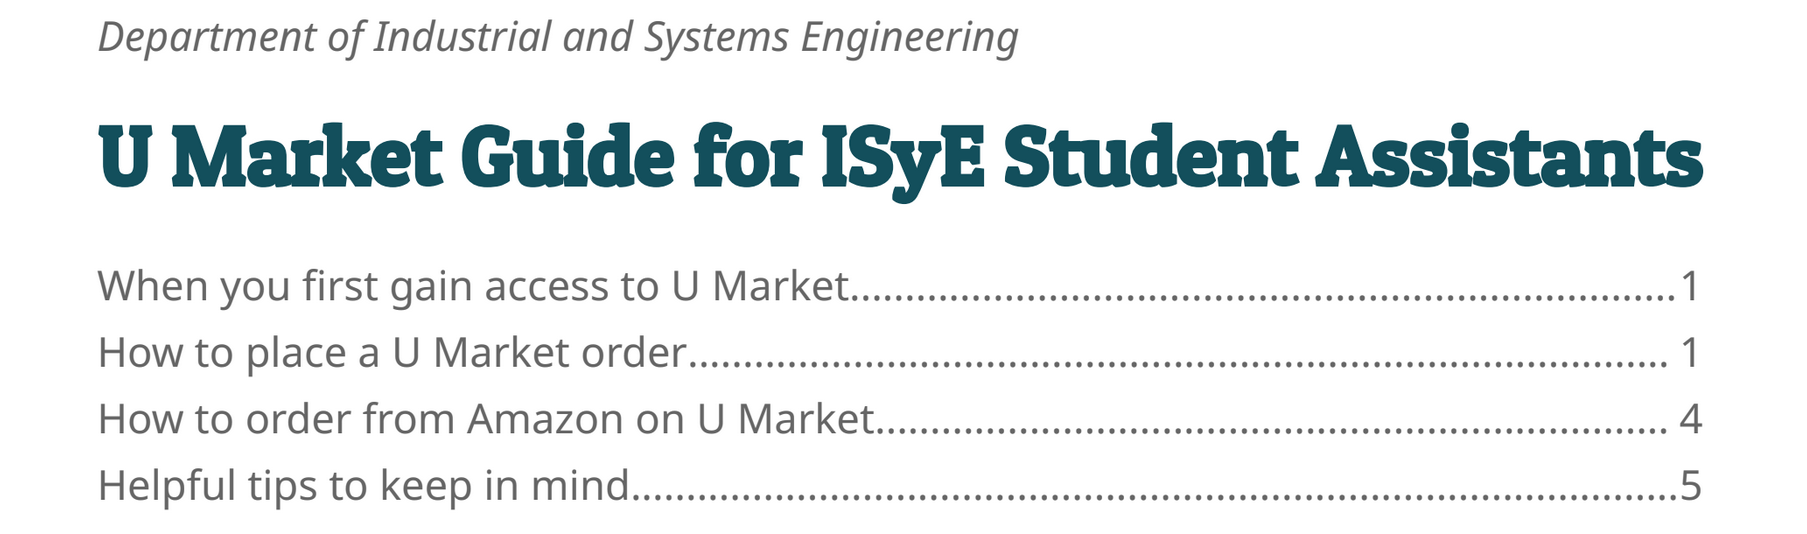 Department of Industrial and Systems Engineering
U Market Guide for ISyE Student Assistants
When you first gain access to U Market............................................................................1
How to place a U Market order.......................................................................................... 1
How to order from Amazon on U Market......................................................................... 4
Helpful tips to keep in mind................................................................................................5